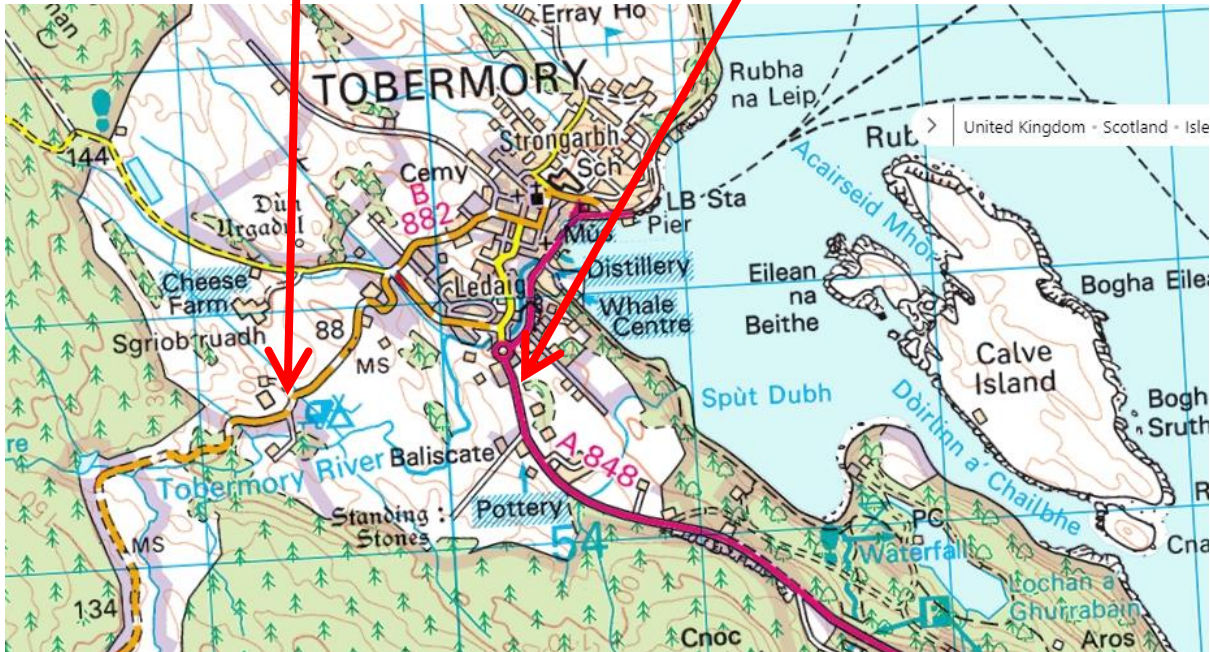 Erray Ho
TOBERMORY
Rubha
na Leip
United Kingdom · Scotland · Isle
Rub
Acairseid Mhòr
144
Strongarbh
Sch
Cemy
B
882
LB Sta
Pier
Mus
Dùn
Urgadul
Cheese
Farm
Ledaig
Distillery
Whale
Centre
Eilean
na
Beithe
Bogha Eilea
Sgriob'ruadh
88
MS
Calve
Island
Spùt Dubh
Dòirlinn a' Chailbhe
Bogh
Sruth
re
Tobermory River
Baliscate
A 848
Standing
Stones
Pottery
54
MS
PC
Waterfall
Cna
R
Lochan a'
Ghurrabain
P
134
Cnoc
Aros